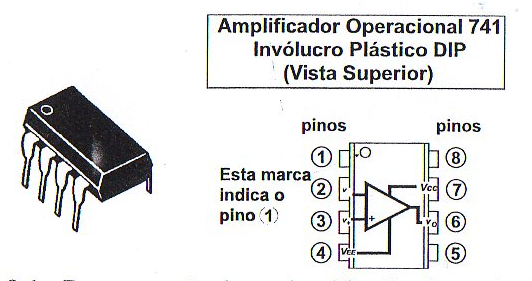 Amplificador Operacional 741
Invólucro Plástico DIP
(Vista Superior)
pinos
pinos
Esta marca
indica o
pino 1
1
2
3
4
8
7
6
5
VCC
vO
VEE
- +